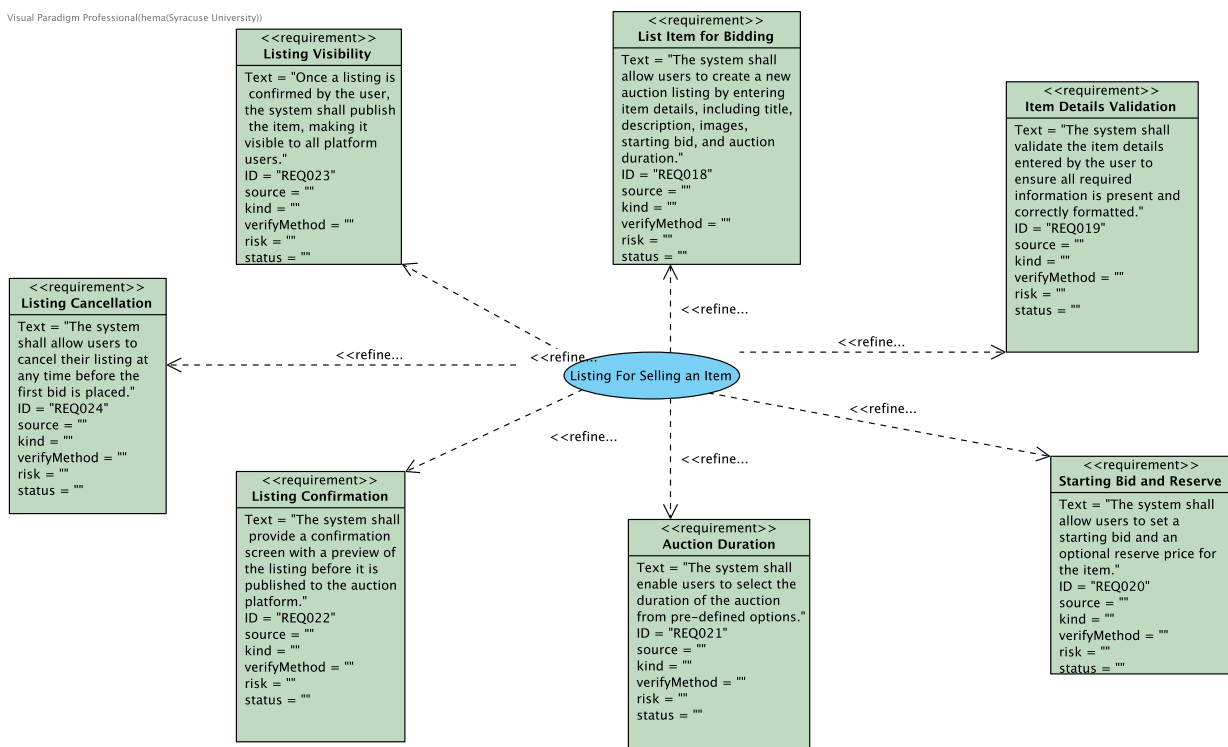 Visual Paradigm Professional(hema(Syracuse University))
<<requirement>>
Listing Visibility
Text = "Once a listing is
confirmed by the user,
the system shall publish
the item, making it
visible to all platform
users."
ID = "REQ023"
source = ""
kind = ""
verifyMethod = ""
risk = ""
status = ""
<<requirement>>
List Item for Bidding
Text = "The system shall
allow users to create a new
auction listing by entering
item details, including title,
description, images,
starting bid, and auction
duration."
ID = "REQ018"
source = ""
kind = ""
verifyMethod = ""
risk = ""
status = ""
<<requirement>>
Item Details Validation
Text = "The system shall
validate the item details
entered by the user to
ensure all required
information is present and
correctly formatted."
ID = "REQ019"
source = ""
kind = ""
verifyMethod = ""
risk = ""
status = ""
<<requirement>>
Listing Cancellation
Text = "The system
shall allow users to
cancel their listing at
any time before the
first bid is placed."
ID = "REQ024"
source = ""
kind = ""
verifyMethod = ""
risk = ""
status = ""
<<refine...
<<refine...
<<refine...
<<refine...
Listing For Selling an Item
<<refine...
<<refine...
<<refine...
<<requirement>>
Listing Confirmation
Text = "The system shall
provide a confirmation
screen with a preview of
the listing before it is
published to the auction
platform."
ID = "REQ022"
source = ""
kind = ""
verifyMethod = ""
risk = ""
status = ""
<<requirement>>
Auction Duration
Text = "The system shall
enable users to select the
duration of the auction
from pre-defined options."
ID = "REQ021"
source = ""
kind = ""
verifyMethod = ""
risk = ""
status = ""
<<requirement>>
Starting Bid and Reserve
Text = "The system shall
allow users to set a
starting bid and an
optional reserve price for
the item."
ID = "REQ020"
source = ""
kind = ""
verifyMethod = ""
risk = ""
status = ""